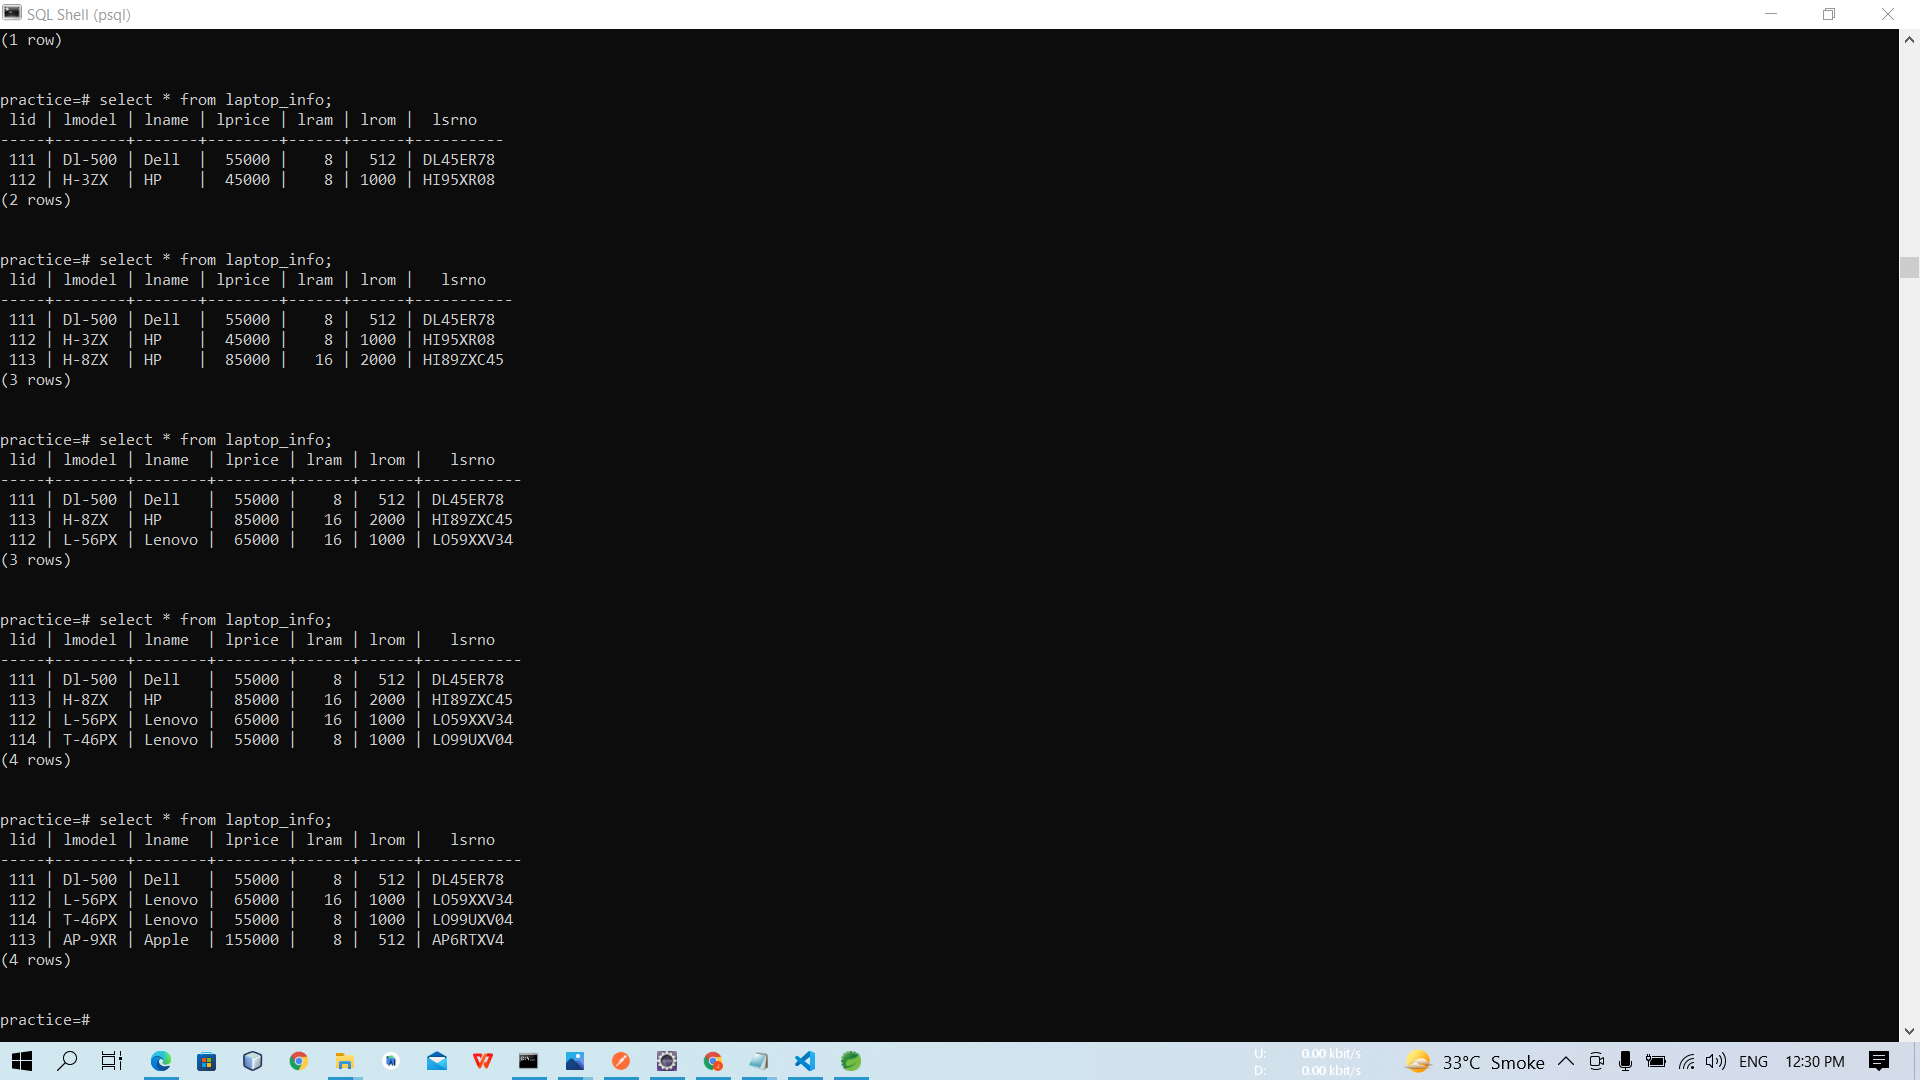 SQL Shell (psql)
(1 row)
practice=# select * from laptop_info;
 lid | lmodel | lname | lprice | lram | lrom |  lsrno
-----+--------+-------+--------+------+------+----------
 111 | Dl-500 | Dell  |  55000 |    8 |  512 | DL45ER78
 112 | H-3ZX  | HP    |  45000 |    8 | 1000 | HI95XR08
(2 rows)
practice=# select * from laptop_info;
 lid | lmodel | lname | lprice | lram | lrom |   lsrno
-----+--------+-------+--------+------+------+-----------
 111 | Dl-500 | Dell  |  55000 |    8 |  512 | DL45ER78
 112 | H-3ZX  | HP    |  45000 |    8 | 1000 | HI95XR08
 113 | H-8ZX  | HP    |  85000 |   16 | 2000 | HI89ZXC45
(3 rows)
practice=# select * from laptop_info;
 lid | lmodel | lname  | lprice | lram | lrom |   lsrno
-----+--------+--------+--------+------+------+-----------
 111 | Dl-500 | Dell   |  55000 |    8 |  512 | DL45ER78
 113 | H-8ZX  | HP     |  85000 |   16 | 2000 | HI89ZXC45
 112 | L-56PX | Lenovo |  65000 |   16 | 1000 | LO59XXV34
(3 rows)
practice=# select * from laptop_info;
 lid | lmodel | lname  | lprice | lram | lrom |   lsrno
-----+--------+--------+--------+------+------+-----------
 111 | Dl-500 | Dell   |  55000 |    8 |  512 | DL45ER78
 113 | H-8ZX  | HP     |  85000 |   16 | 2000 | HI89ZXC45
 112 | L-56PX | Lenovo |  65000 |   16 | 1000 | LO59XXV34
 114 | T-46PX | Lenovo |  55000 |    8 | 1000 | LO99UXV04
(4 rows)
practice=# select * from laptop_info;
 lid | lmodel | lname  | lprice | lram | lrom |   lsrno
-----+--------+--------+--------+------+------+-----------
 111 | Dl-500 | Dell   |  55000 |    8 |  512 | DL45ER78
 112 | L-56PX | Lenovo |  65000 |   16 | 1000 | LO59XXV34
 114 | T-46PX | Lenovo |  55000 |    8 | 1000 | LO99UXV04
 113 | AP-9XR | Apple  | 155000 |    8 |  512 | AP6RTXV4
(4 rows)
practice=#
U: 0.00 kbit/s
D: 0.00 kbit/s
33°C Smoke ENG 12:30 PM